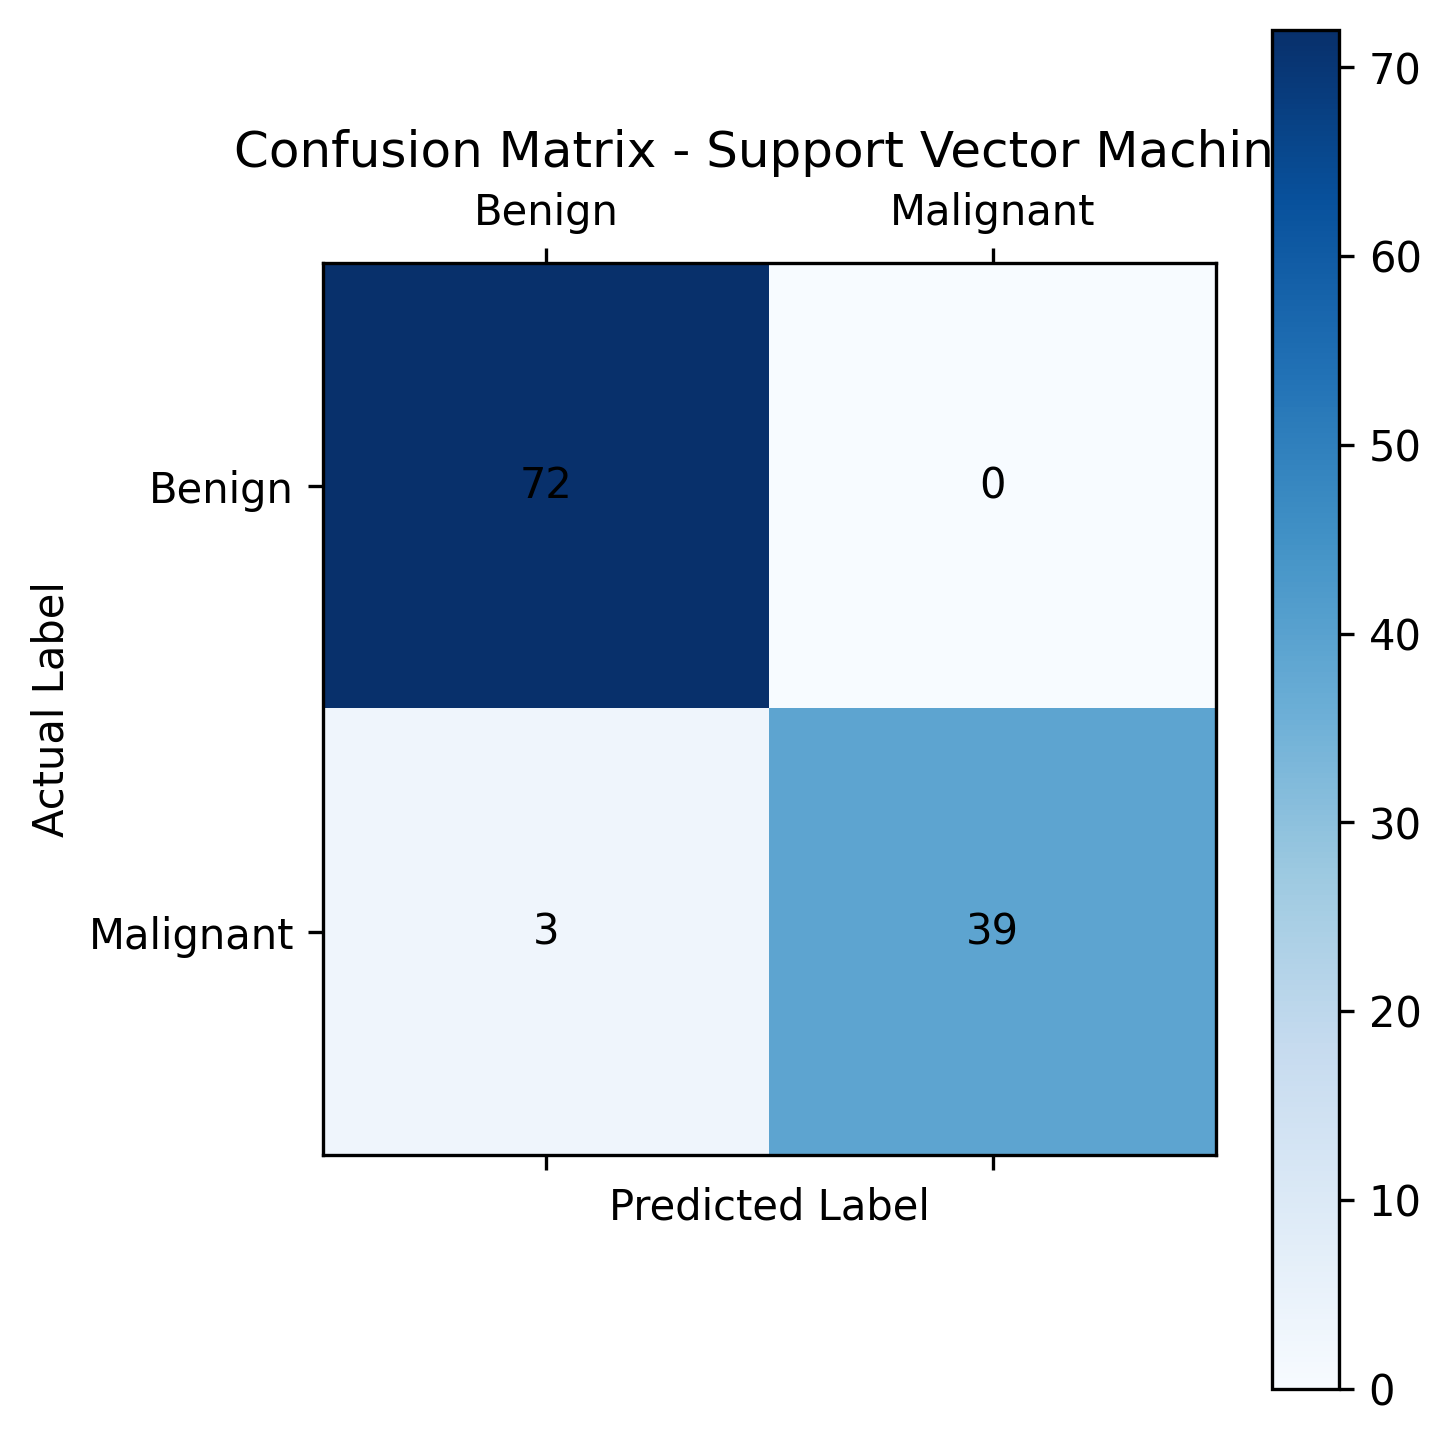 Confusion Matrix - Support Vector Machin
Benign Malignant
70
60
50
40
30
20
10
0
Actual Label
Benign
72 0
Malignant
3 39
Predicted Label